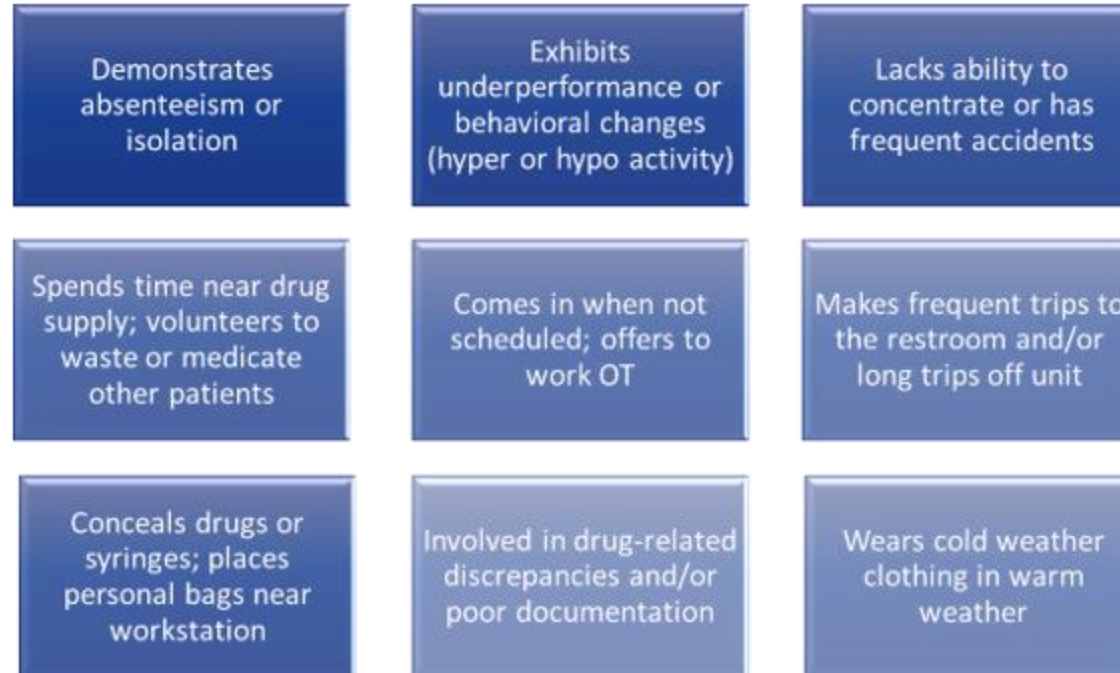 Demonstrates
absenteeism or
isolation
Exhibits
underperformance or
behavioral changes
(hyper or hypo activity)
Lacks ability to
concentrate or has
frequent accidents
Spends time near drug
supply; volunteers to
waste or medicate
other patients
Comes in when not
scheduled; offers to
work OT
Makes frequent trips to
the restroom and/or
long trips off unit
Conceals drugs or
syringes; places
personal bags near
workstation
Involved in drug-related
discrepancies and/or
poor documentation
Wears cold weather
clothing in warm
weather